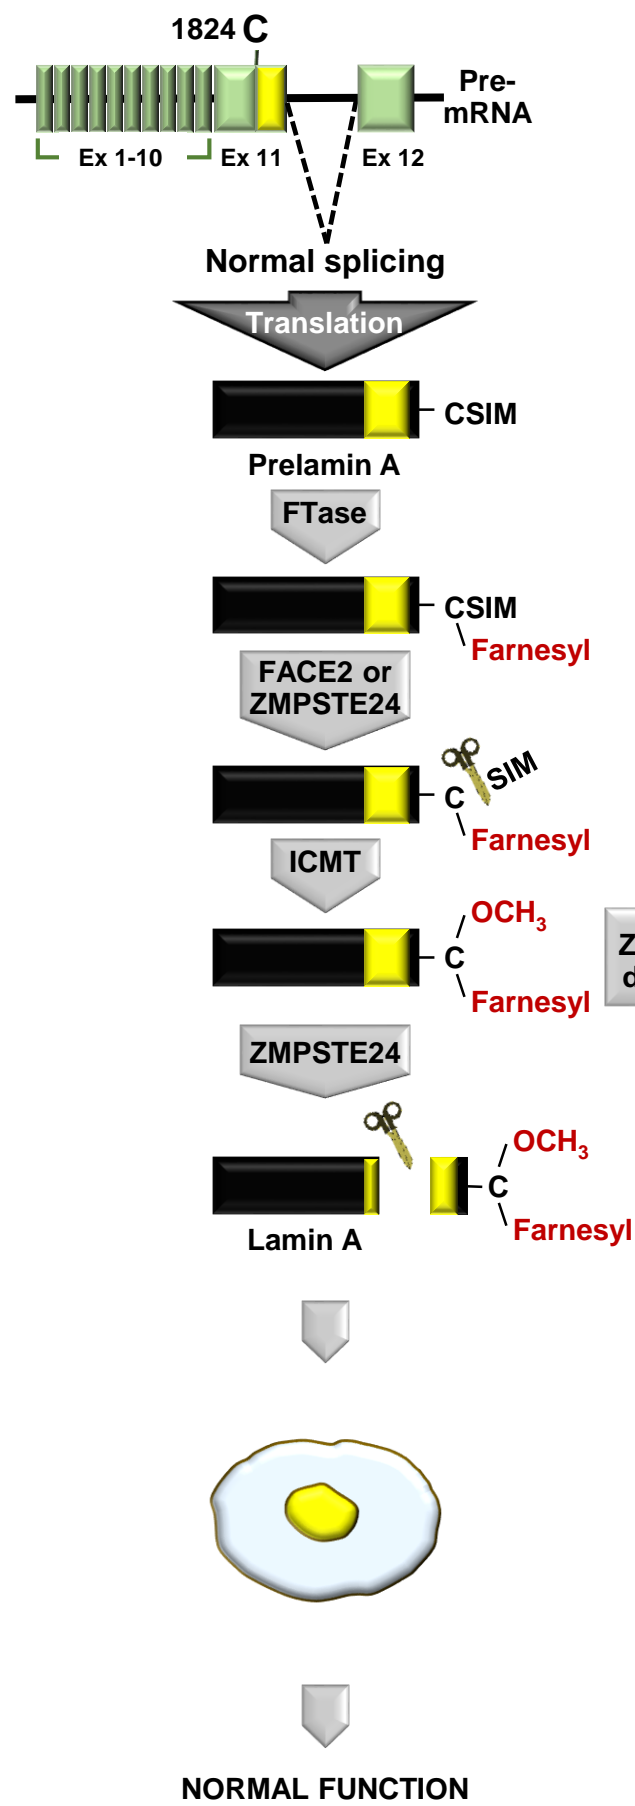 1824 C
Pre-
mRNA
Ex 1-10
Ex 11
Ex 12
Normal splicing
Translation
CSIM
Prelamin A
FTase
CSIM
Farnesyl
FACE2 or
ZMPSTE24
SIM
C
Farnesyl
ICMT
OCH3
C
Farnesyl
ZMPSTE24
OCH3
C
Farnesyl
Lamin A
NORMAL FUNCTION